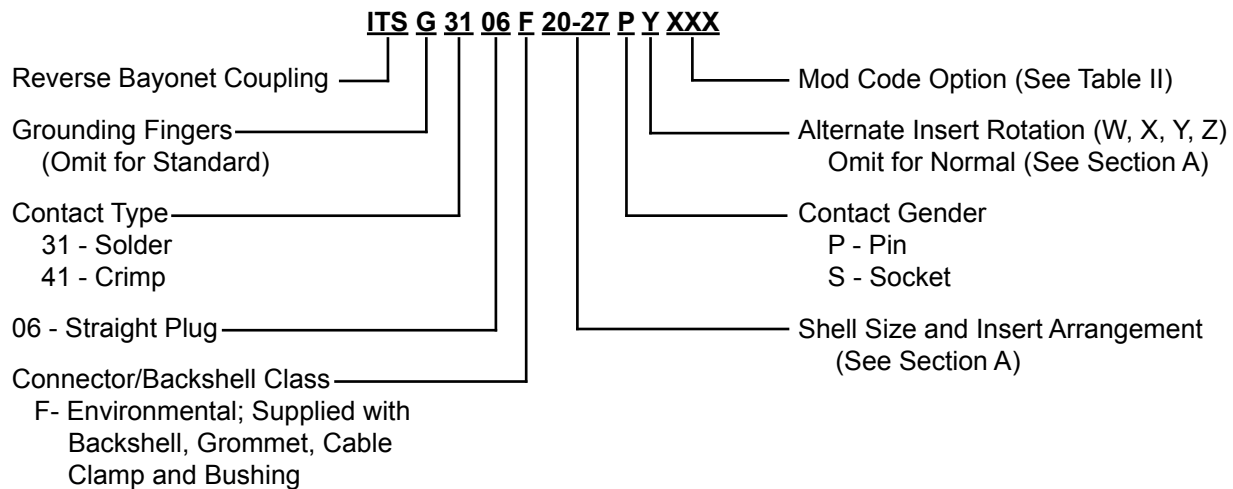 ITS G 31 06 F 20-27 P Y XXX
Reverse Bayonet Coupling
Grounding Fingers
(Omit for Standard)
Contact Type
31 - Solder
41 - Crimp
06 - Straight Plug
Connector/Backshell Class
F- Environmental; Supplied with
Backshell, Grommet, Cable
Clamp and Bushing
Mod Code Option (See Table II)
Alternate Insert Rotation (W, X, Y, Z)
Omit for Normal (See Section A)
Contact Gender
P - Pin
S - Socket
Shell Size and Insert Arrangement
(See Section A)